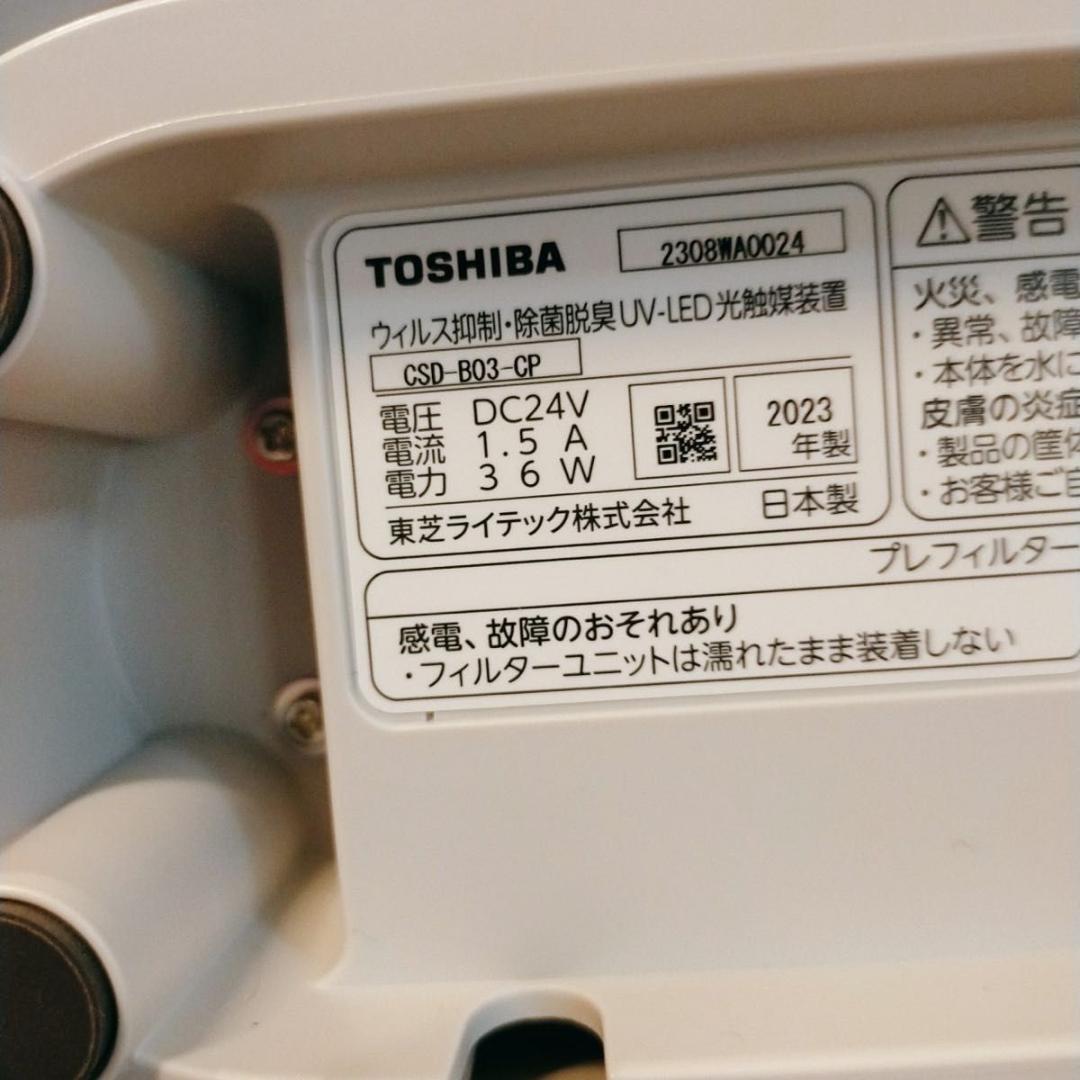 TOSHIBA
2308WA0024
ウィルス抑制・除菌脱臭UV-LED光触媒装置
CSD-B03-CP
電圧 DC24V
電流 1.5 A
電力 36 W
2023
年製
東芝ライテック株式会社 日本製
警告
火災、感電
・異常、故障
・本体を水に
皮膚の炎症
・製品の筐体
・お客様ご自
プレフィルター
感電、故障のおそれあり
・フィルターユニットは濡れたまま装着しない